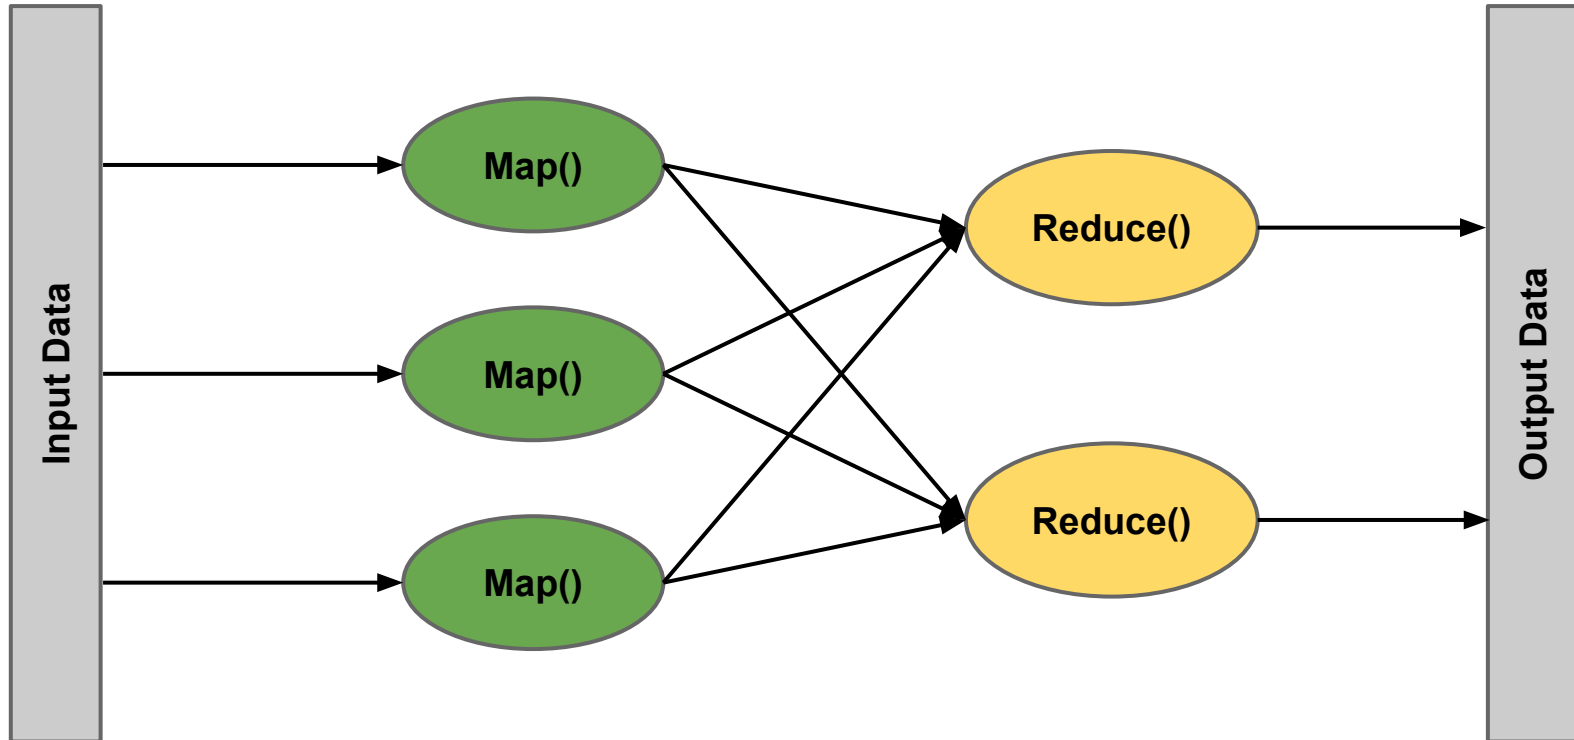 Input Data
Map()
Map()
Map()
Reduce()
Reduce()
Output Data